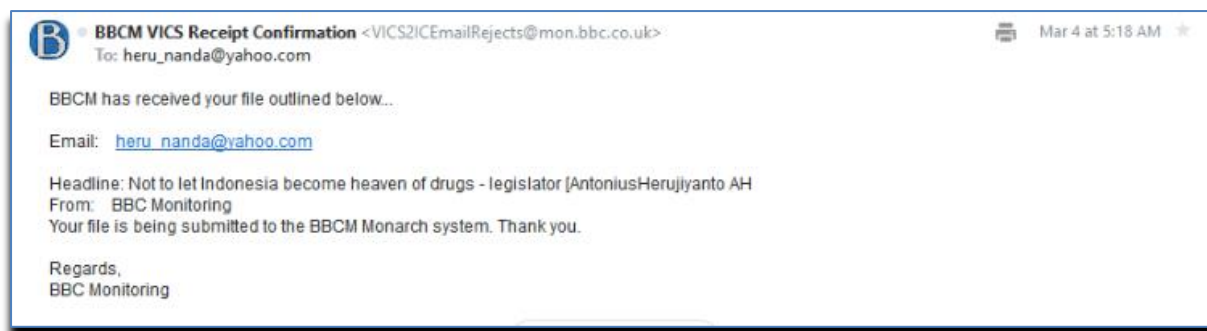 B
BBCM VICS Receipt Confirmation <VICS2ICEmailRejects@mon.bbc.co.uk> Mar 4 at 5:18 AM
To: heru_nanda@yahoo.com
BBCM has received your file outlined below...
Email: heru_nanda@yahoo.com
Headline: Not to let Indonesia become heaven of drugs - legislator [AntoniusHerujiyanto AH
From: BBC Monitoring
Your file is being submitted to the BBCM Monarch system. Thank you.
Regards,
BBC Monitoring